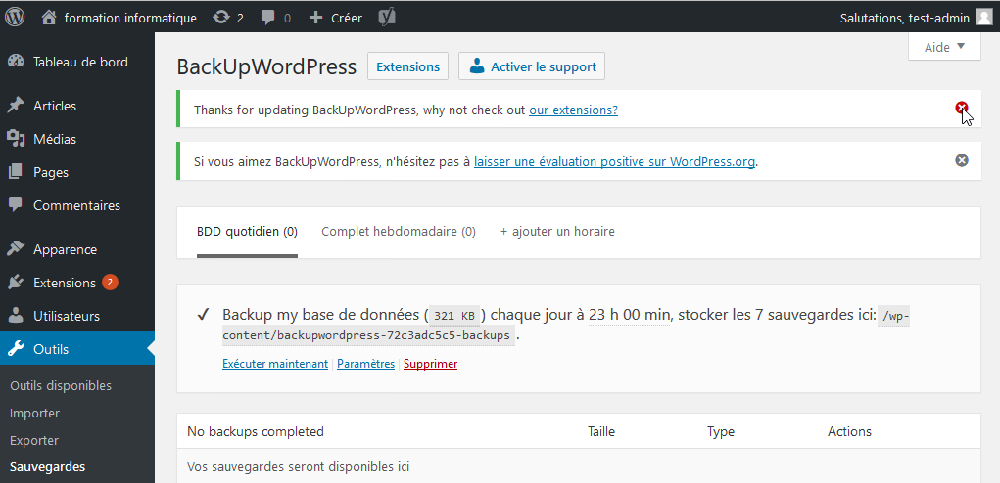 formation informatique 2 0 Créer Salutations, test-admin
Aide
BackUpWordPress Extensions Activer le support
Thanks for updating BackUpWordPress, why not check out our extensions?
Si vous aimez BackUpWordPress, n'hésitez pas à laisser une évaluation positive sur WordPress.org.
BDD quotidien (0) Complet hebdomadaire (0) + ajouter un horaire
Backup my base de données ( 321 KB ) chaque jour à 23 h 00 min, stocker les 7 sauvegardes ici: /wp-
content/backupwordpress-72c3adc5c5-backups .
Exécuter maintenant | Paramètres | Supprimer
No backups completed Taille Type Actions
Vos sauvegardes seront disponibles ici
Tableau de bord
Articles
Médias
Pages
Commentaires
Apparence
Extensions 2
Utilisateurs
Outils
Outils disponibles
Importer
Exporter
Sauvegardes